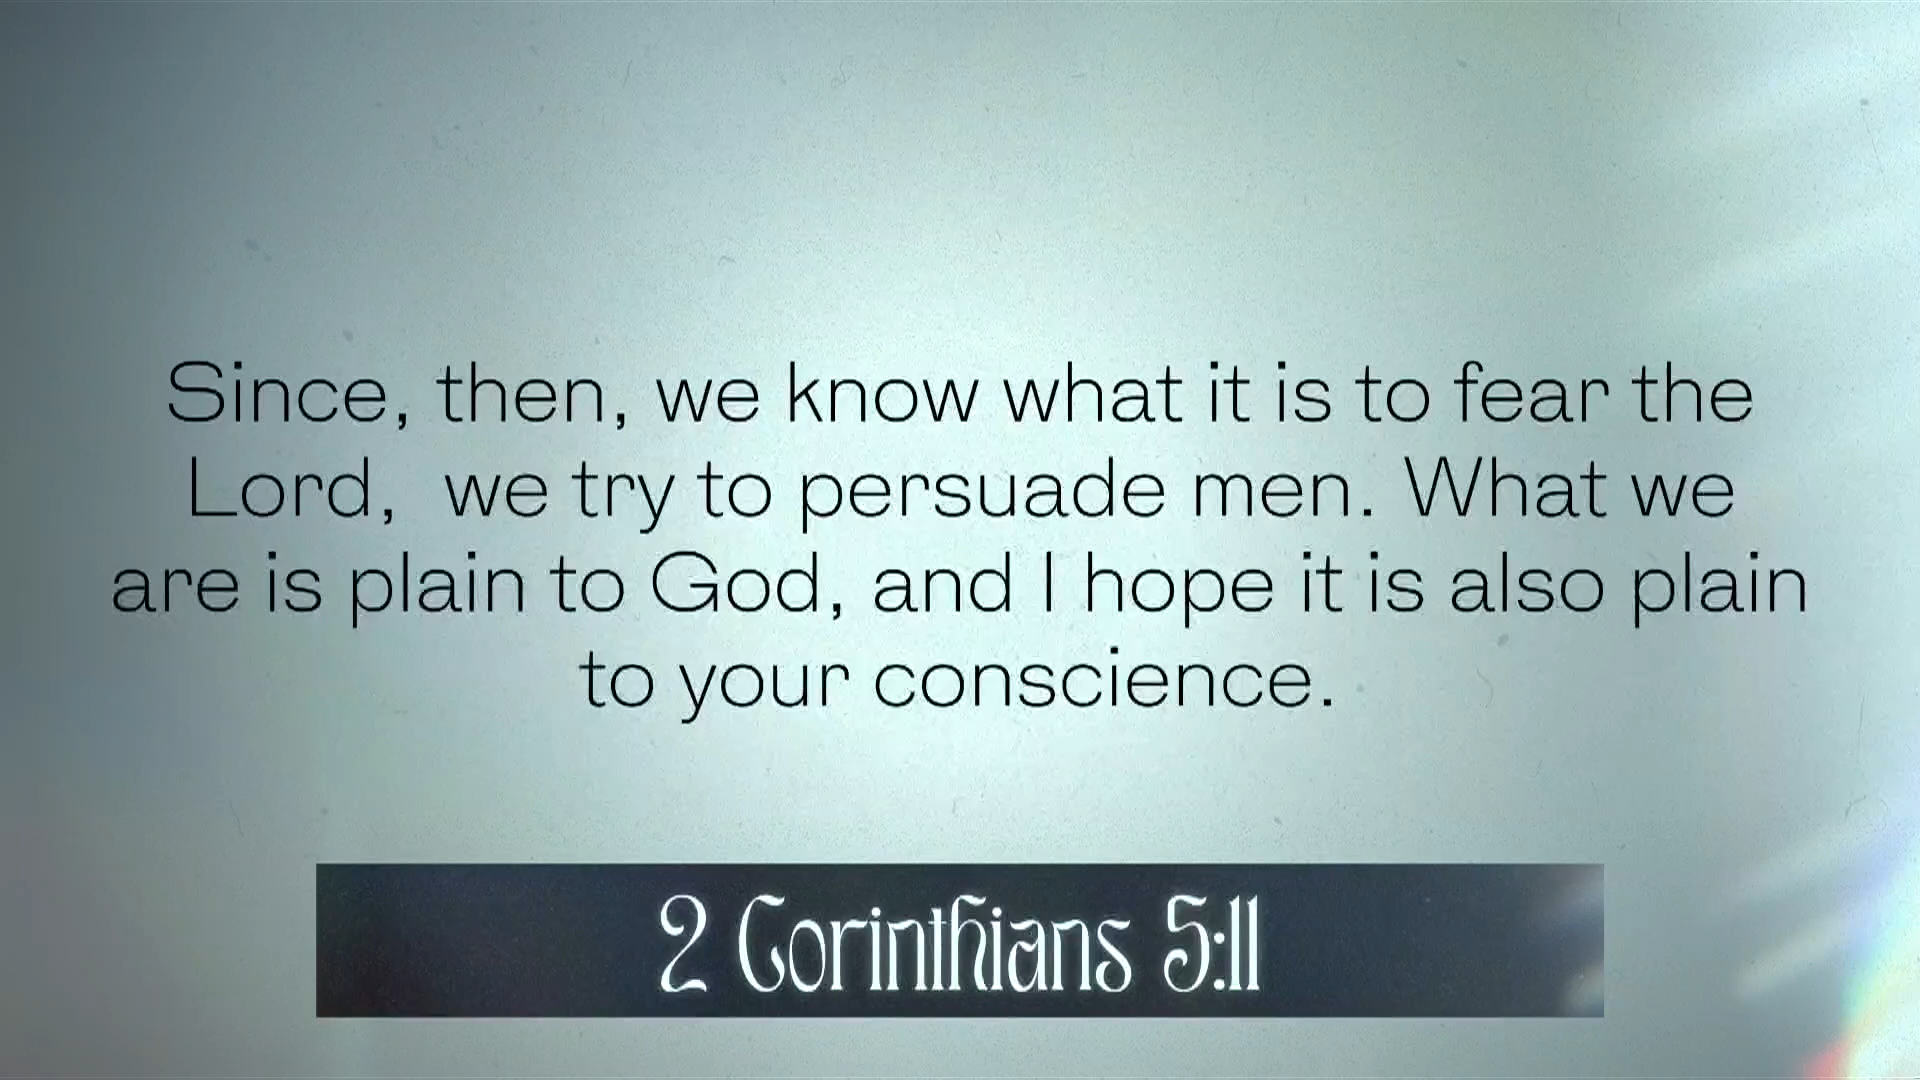 Since, then, we know what it is to fear the
Lord,  we try to persuade men. What we
are is plain to God, and I hope it is also plain
to your conscience.
2 Corinthians 5:11